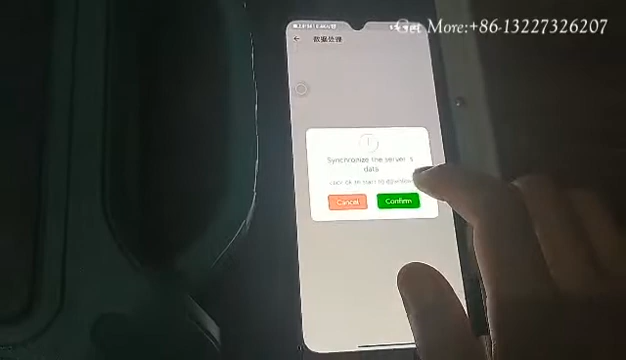 Get More:+86-13227326207
数据处理
Synchronize the server's
data
Cancel
Confirm